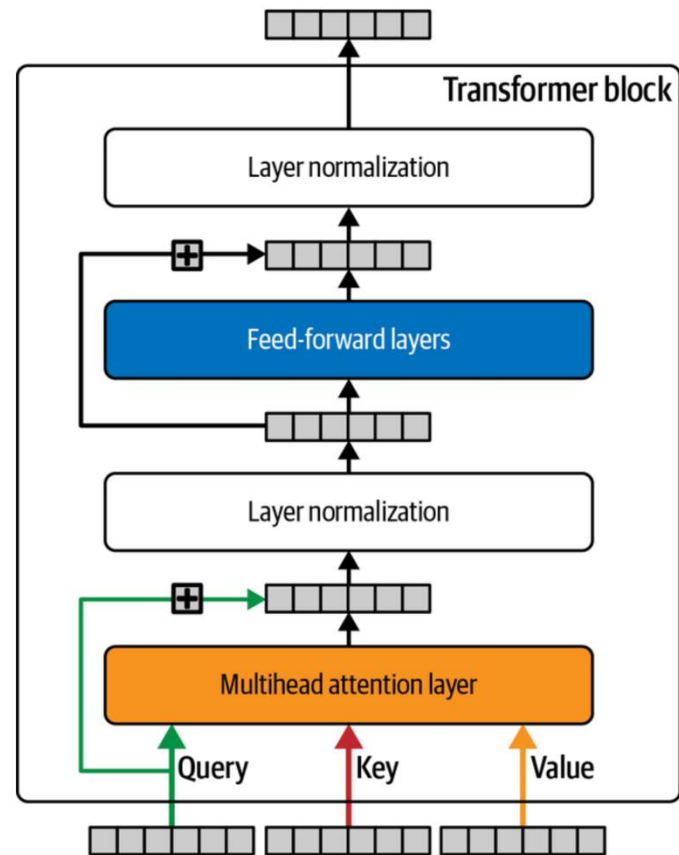 Transformer block
Layer normalization
+
Feed-forward layers
Layer normalization
+
Multihead attention layer
Query Key Value